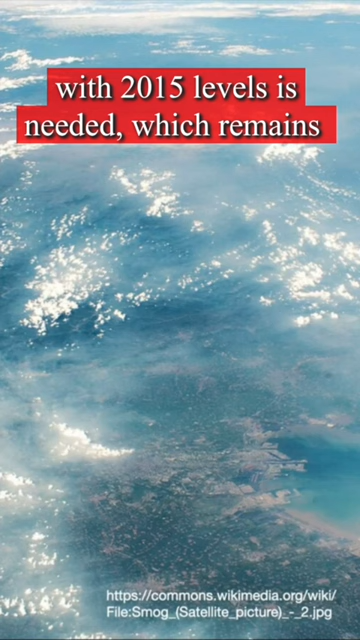 with 2015 levels is
needed, which remains
https://commons.wikimedia.org/wiki/
File:Smog_(Satellite_picture)_-_2.jpg